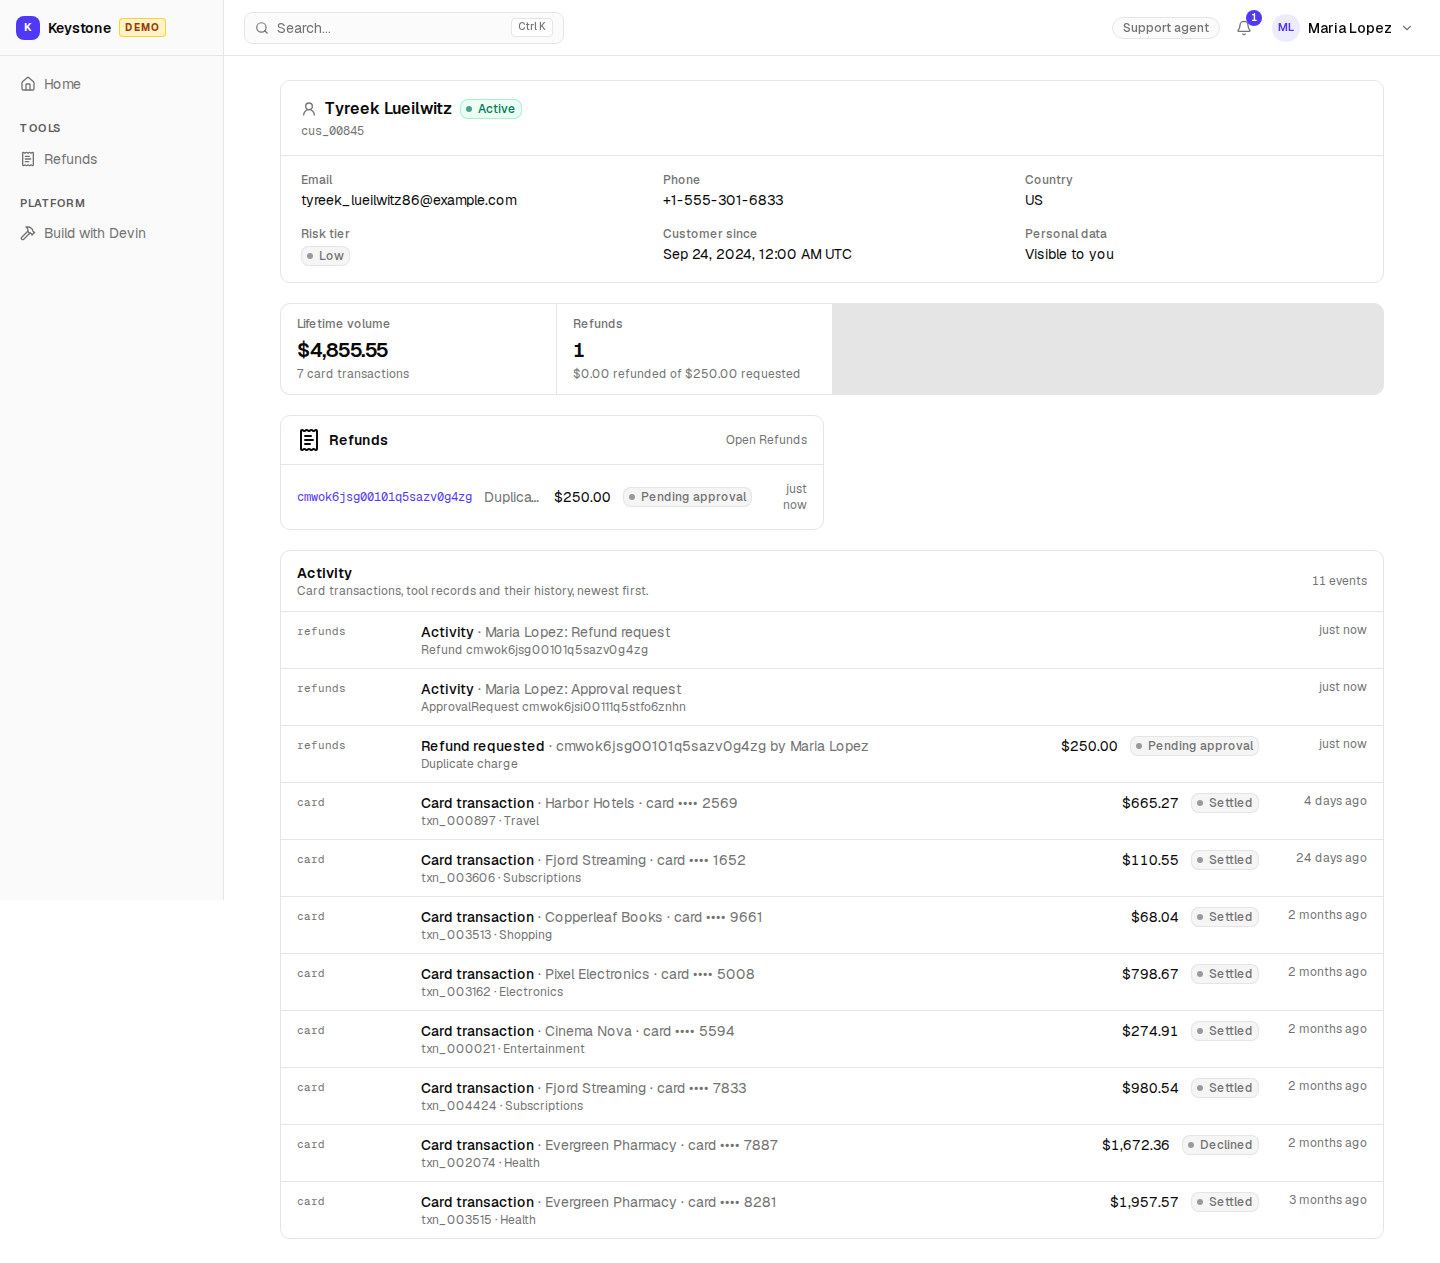 K Keystone DEMO
Search... Ctrl K
Support agent
1
ML Maria Lopez
Home
TOOLS
Refunds
PLATFORM
Build with Devin
Tyreek Lueilwitz Active
cus_00845
Email Phone Country
tyreek_lueilwitz86@example.com +1-555-301-6833 US
Risk tier Customer since Personal data
Low Sep 24, 2024, 12:00 AM UTC Visible to you
Lifetime volume
$4,855.55
7 card transactions
Refunds
1
$0.00 refunded of $250.00 requested
Refunds Open Refunds
cmwok6jsg00101q5sazv0g4zg Duplica... $250.00 Pending approval just
now
Activity
Card transactions, tool records and their history, newest first.
11 events
refunds Activity · Maria Lopez: Refund request just now
Refund cmwok6jsg00101q5sazv0g4zg
refunds Activity · Maria Lopez: Approval request just now
ApprovalRequest cmwok6jsi00111q5stfo6znhn
refunds Refund requested · cmwok6jsg00101q5sazv0g4zg by Maria Lopez $250.00 Pending approval just now
Duplicate charge
card Card transaction · Harbor Hotels · card •••• 2569 $665.27 Settled 4 days ago
txn_000897 · Travel
card Card transaction · Fjord Streaming · card •••• 1652 $110.55 Settled 24 days ago
txn_003606 · Subscriptions
card Card transaction · Copperleaf Books · card •••• 9661 $68.04 Settled 2 months ago
txn_003513 · Shopping
card Card transaction · Pixel Electronics · card •••• 5008 $798.67 Settled 2 months ago
txn_003162 · Electronics
card Card transaction · Cinema Nova · card •••• 5594 $274.91 Settled 2 months ago
txn_000021 · Entertainment
card Card transaction · Fjord Streaming · card •••• 7833 $980.54 Settled 2 months ago
txn_004424 · Subscriptions
card Card transaction · Evergreen Pharmacy · card •••• 7887 $1,672.36 Declined 2 months ago
txn_002074 · Health
card Card transaction · Evergreen Pharmacy · card •••• 8281 $1,957.57 Settled 3 months ago
txn_003515 · Health